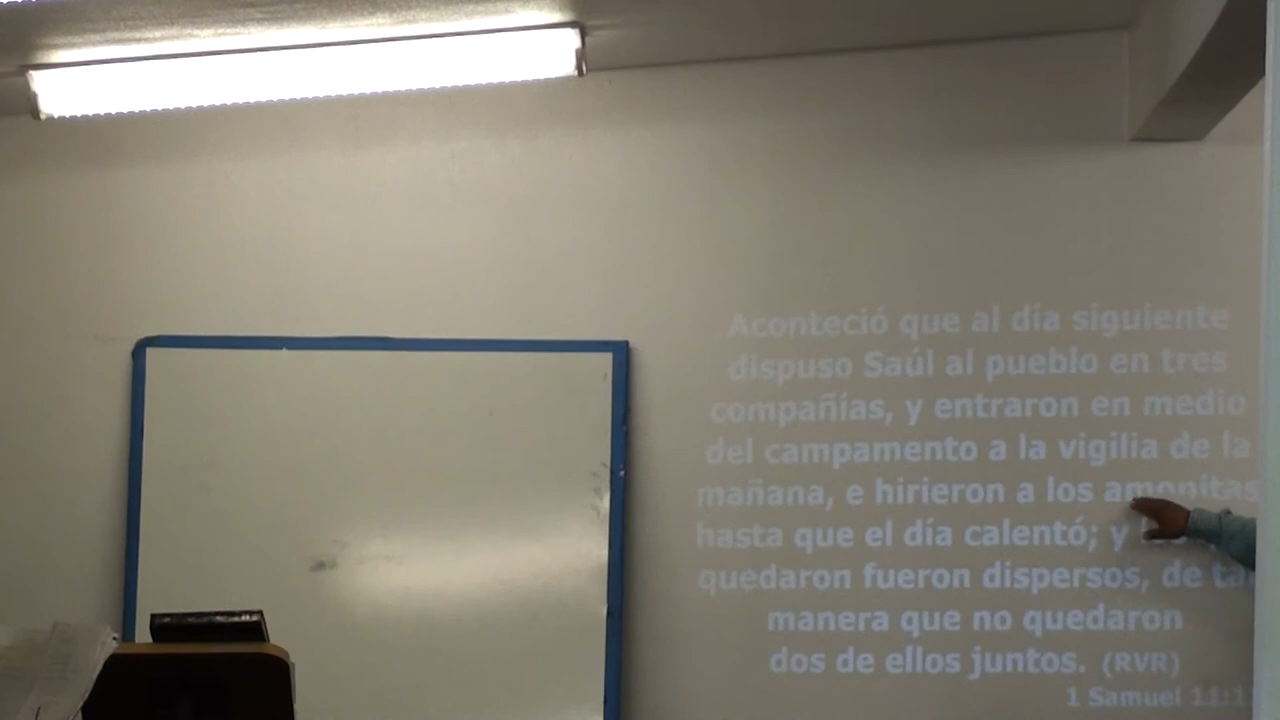 Aconteció que al día siguiente
dispuso Saúl al pueblo en tres
compañías, y entraron en medio
del campamento a la vigilia de la
mañana, e hirieron a los amonitas
hasta que el día calentó; y
quedaron fueron dispersos, de tal
manera que no quedaron
dos de ellos juntos. (RVR)
1 Samuel